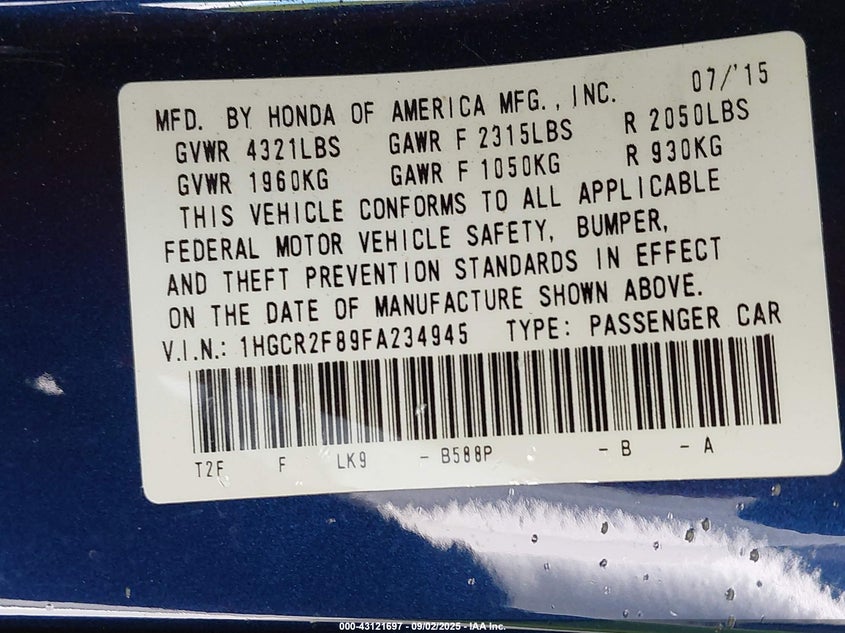 MFD. BY HONDA OF AMERICA MFG., INC. 07/'15
GVWR 4321LBS GAWR F 2315LBS R 2050LBS
GVWR 1960KG GAWR F 1050KG R 930KG
THIS VEHICLE CONFORMS TO ALL APPLICABLE
FEDERAL MOTOR VEHICLE SAFETY, BUMPER,
AND THEFT PREVENTION STANDARDS IN EFFECT
ON THE DATE OF MANUFACTURE SHOWN ABOVE.
V.I.N.: 1HGCR2F89FA234945 TYPE: PASSENGER CAR
T2F F LK9 - B588P - B - A
000-43121697 - 09/02/2025 - IAA Inc.